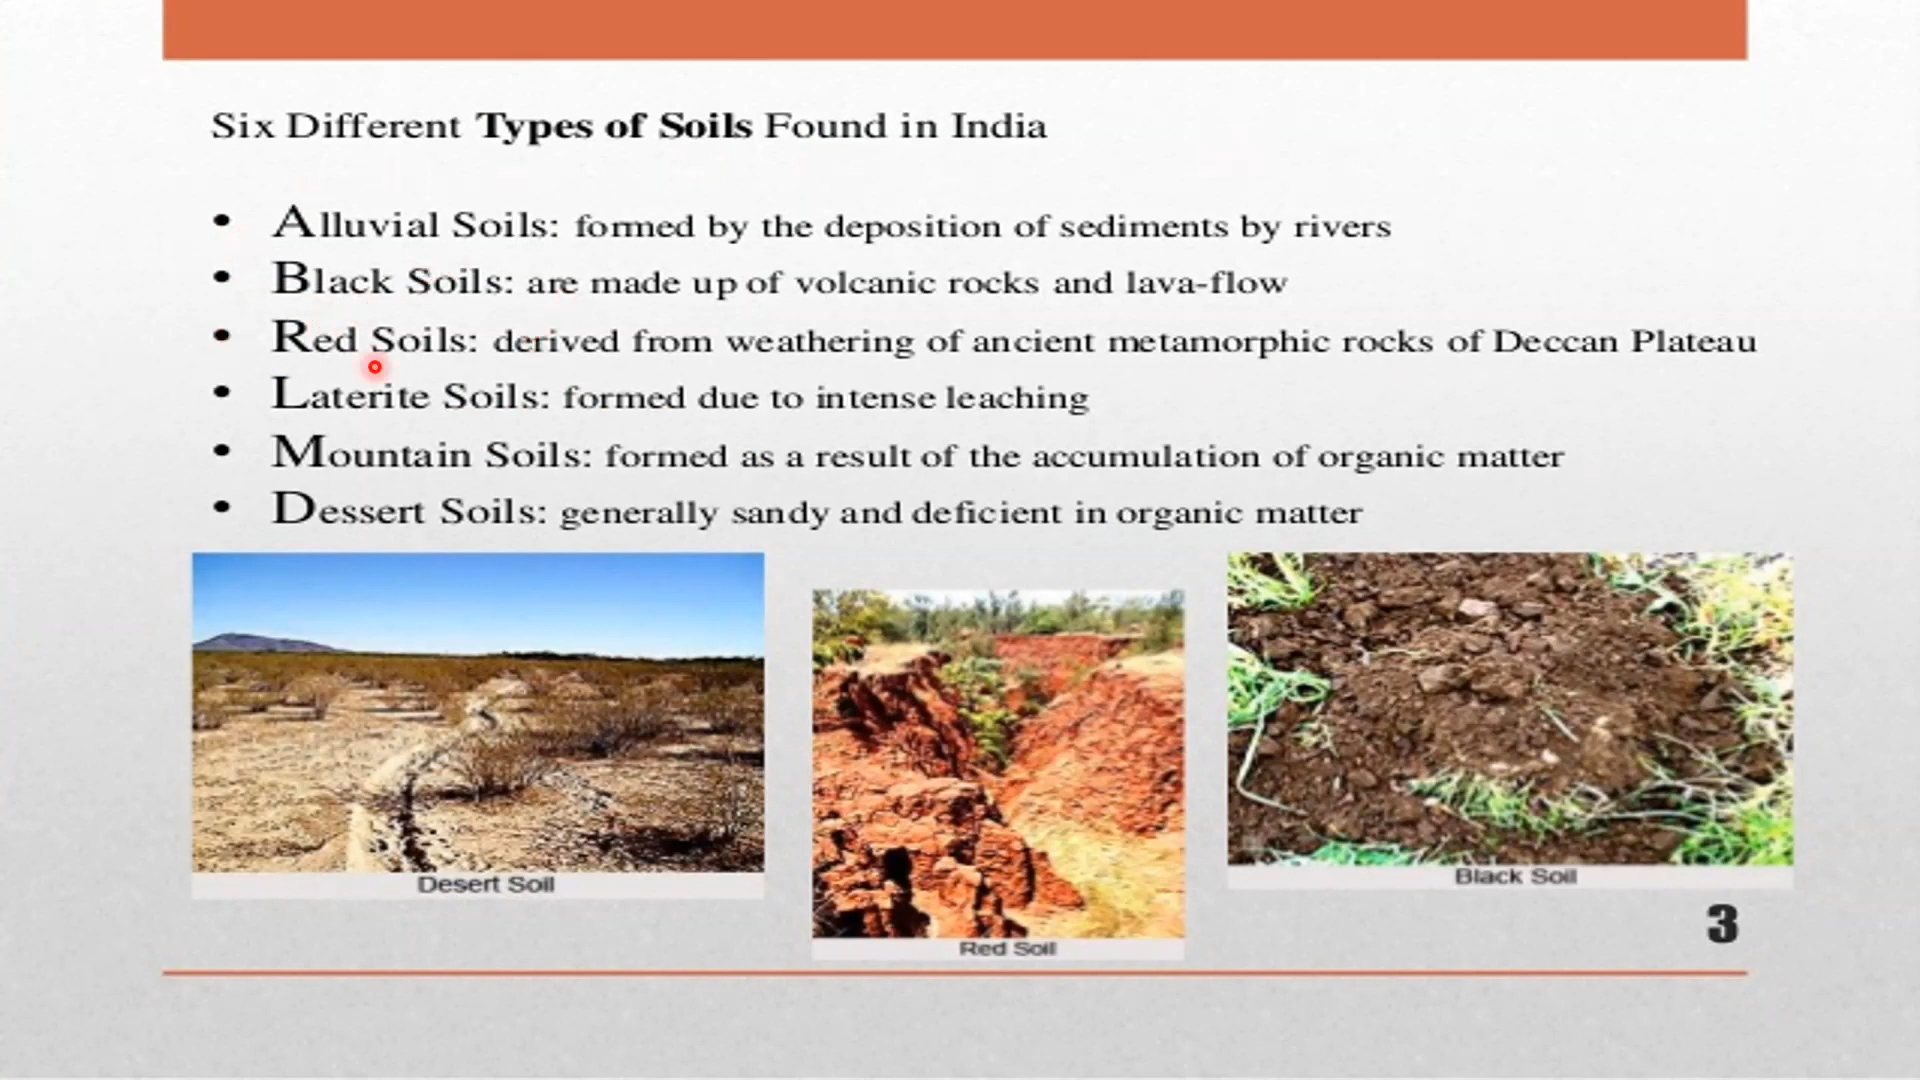 Six Different Types of Soils Found in India
• Alluvial Soils: formed by the deposition of sediments by rivers
• Black Soils: are made up of volcanic rocks and lava-flow
• Red Soils: derived from weathering of ancient metamorphic rocks of Deccan Plateau
• Laterite Soils: formed due to intense leaching
• Mountain Soils: formed as a result of the accumulation of organic matter
• Dessert Soils: generally sandy and deficient in organic matter
Desert Soil
Red Soil
Black Soil
3